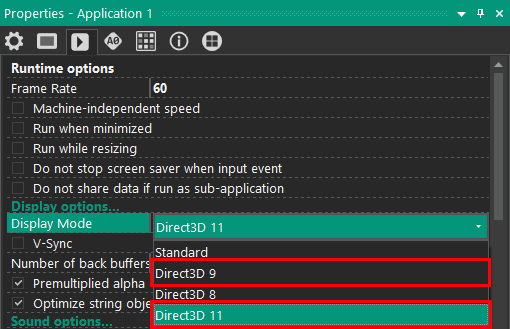 Properties - Application 1
Runtime options
Frame Rate 60
Machine-independent speed
Run when minimized
Run while resizing
Do not stop screen saver when input event
Do not share data if run as sub-application
Display options...
Display Mode Direct3D 11
V-Sync
Standard
Number of back buffers
Direct3D 9
Premultiplied alpha
Direct3D 8
Optimize string obje
Direct3D 11
Sound options...